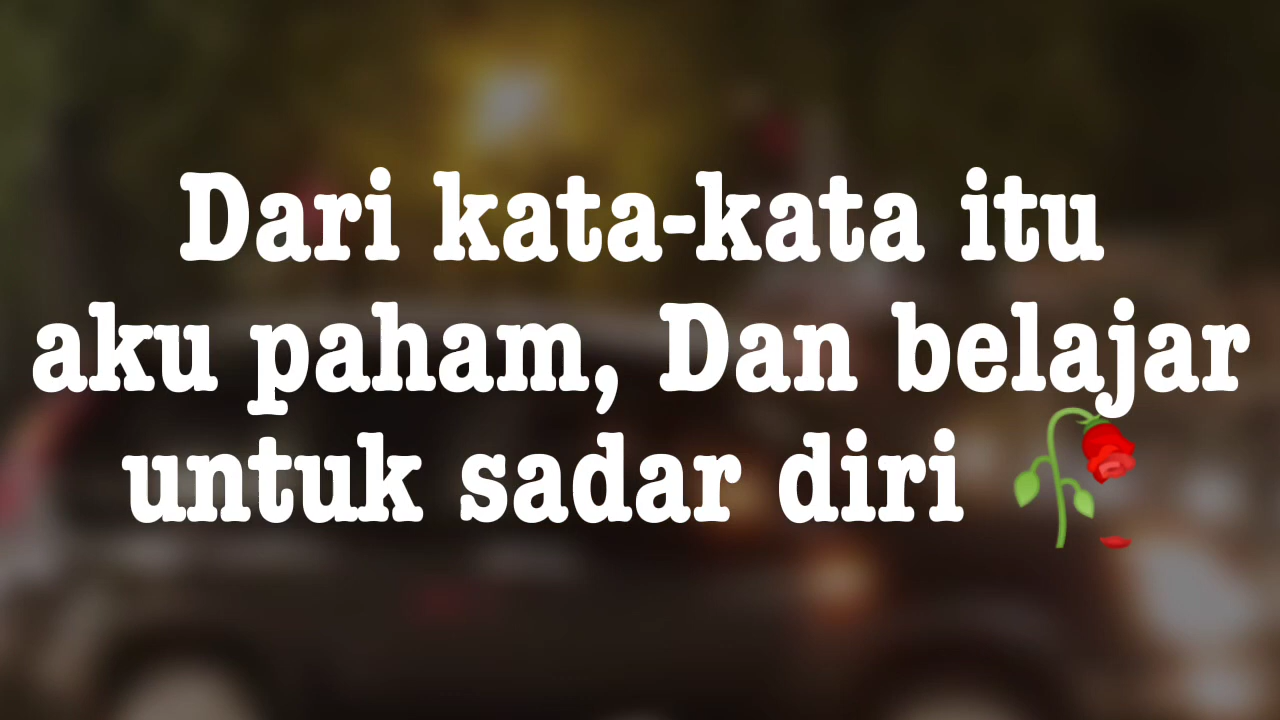 Dari kata-kata itu
aku paham, Dan belajar
untuk sadar diri 🥀